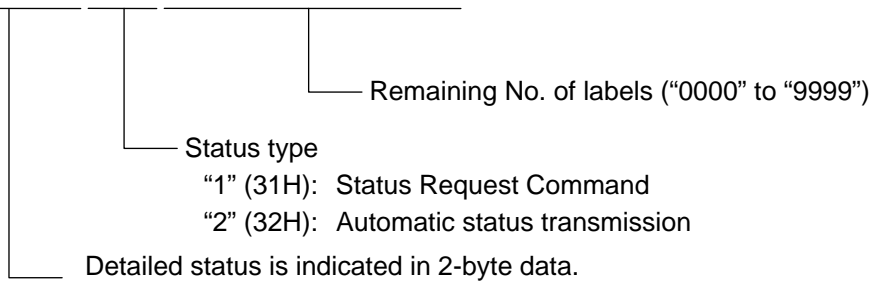 Remaining No. of labels (“0000” to “9999”)
Status type
“1” (31H): Status Request Command
“2” (32H): Automatic status transmission
Detailed status is indicated in 2-byte data.